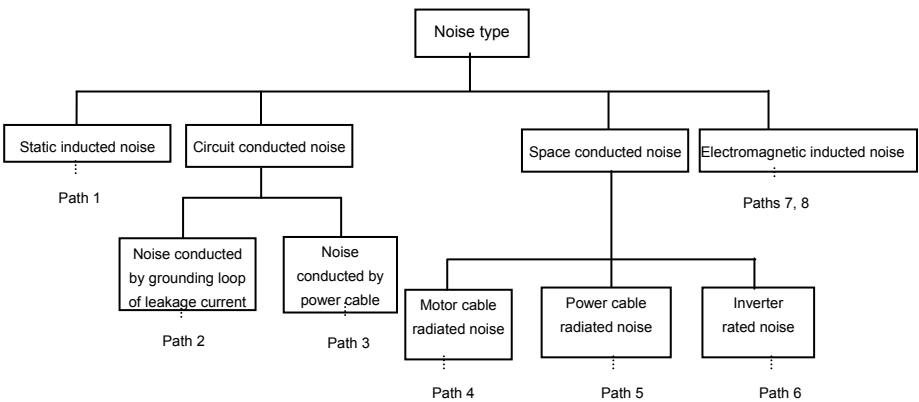 Noise type
Static inducted noise
Circuit conducted noise
Space conducted noise
Electromagnetic inducted noise
Path 1
Paths 7, 8
Noise conducted
by grounding loop
of leakage current
Noise
conducted by
power cable
Motor cable
radiated noise
Power cable
radiated noise
Inverter
rated noise
Path 2
Path 3
Path 4
Path 5
Path 6